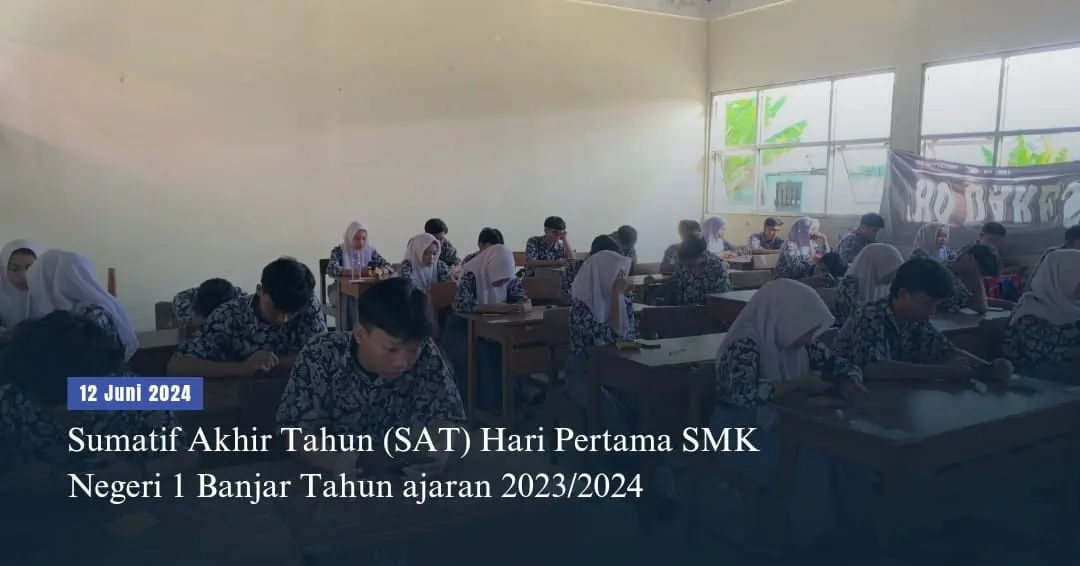 12 Juni 2024
Sumatif Akhir Tahun (SAT) Hari Pertama SMK
Negeri 1 Banjar Tahun ajaran 2023/2024